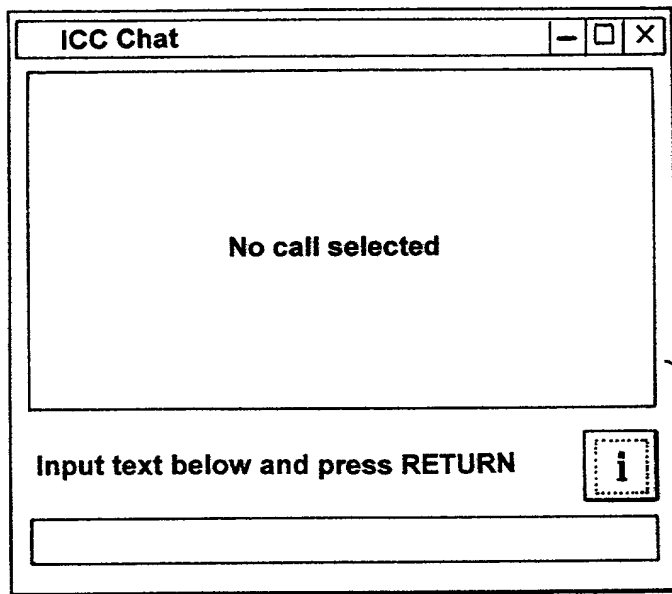 ICC Chat
No call selected
Input text below and press RETURN
i